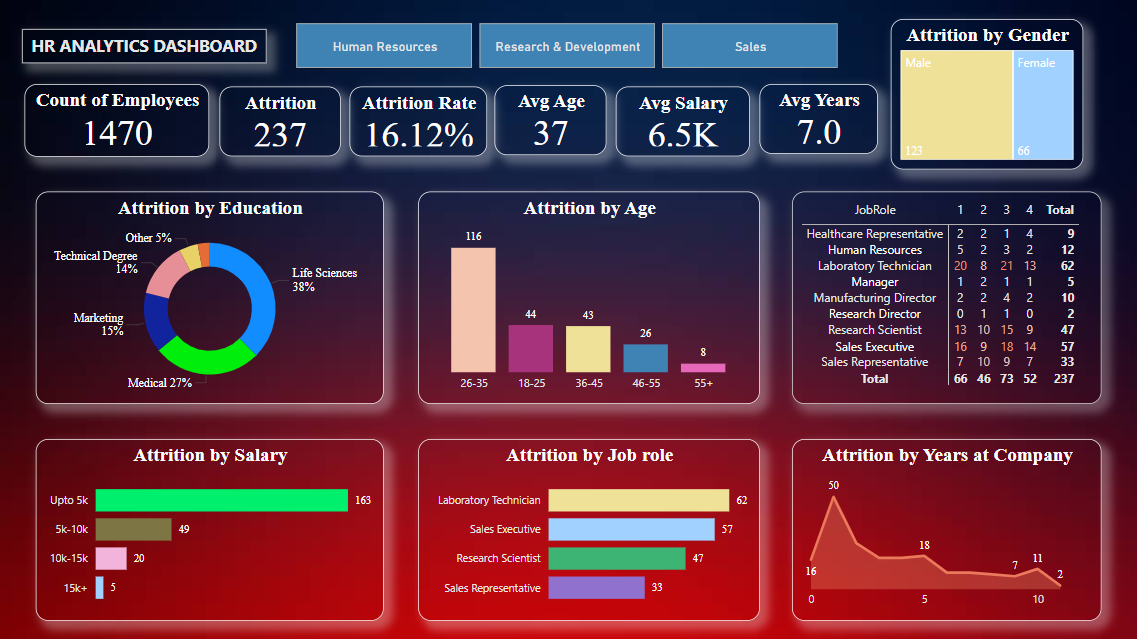 HR ANALYTICS DASHBOARD
Human Resources
Research & Development
Sales
Count of Employees
1470
Attrition
237
Attrition Rate
16.12%
Avg Age
37
Avg Salary
6.5K
Avg Years
7.0
Attrition by Gender
Male
Female
123
66
Attrition by Education
Other 5%
Technical Degree
14%
Life Sciences
38%
Marketing
15%
Medical 27%
Attrition by Age
116
44
43
26
8
26-35 18-25 36-45 46-55 55+
JobRole 1 2 3 4 Total
Healthcare Representative 2 2 1 4 9
Human Resources 5 2 3 2 12
Laboratory Technician 20 8 21 13 62
Manager 1 2 1 1 5
Manufacturing Director 2 2 4 2 10
Research Director 0 1 1 0 2
Research Scientist 13 10 15 9 47
Sales Executive 16 9 18 14 57
Sales Representative 7 10 9 7 33
Total 66 46 73 52 237
Attrition by Salary
Upto 5k 163
5k-10k 49
10k-15k 20
15k+ 5
Attrition by Job role
Laboratory Technician 62
Sales Executive 57
Research Scientist 47
Sales Representative 33
Attrition by Years at Company
50
16
18
7
11
2
0 5 10